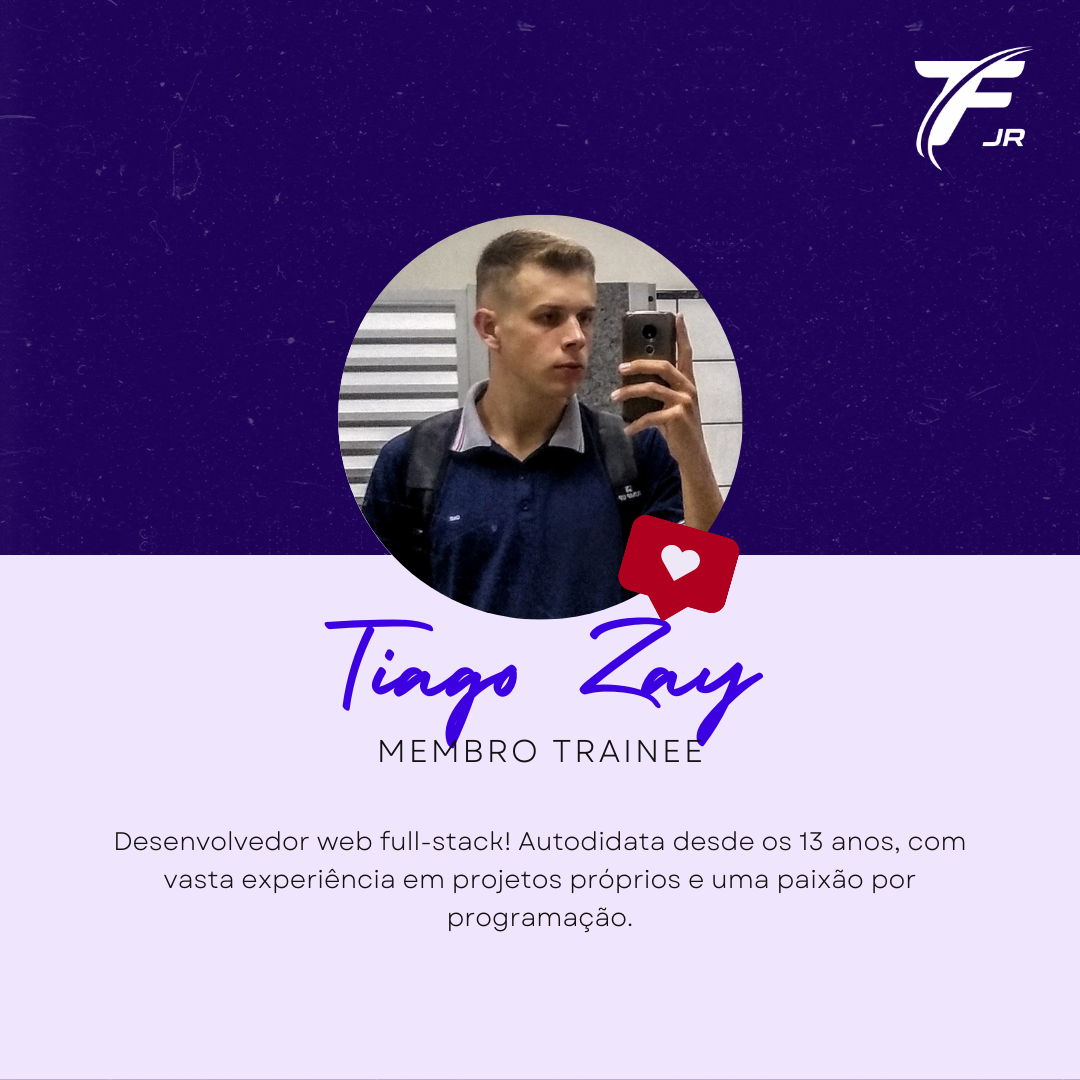 TF
JR
Tiago Zay
MEMBRO TRAINEE
Desenvolvedor web full-stack! Autodidata desde os 13 anos, com
vasta experiência em projetos próprios e uma paixão por
programação.